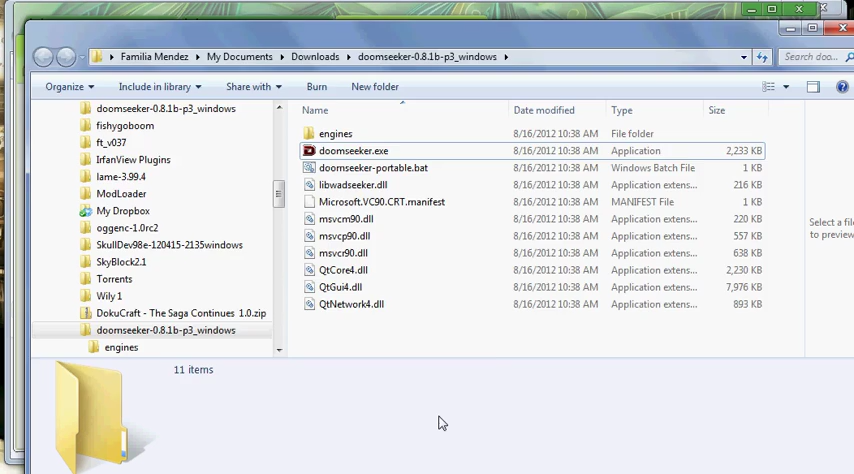 Familia Mendez ▸ My Documents ▸ Downloads ▸ doomseeker-0.8.1b-p3_windows ▸ Search doo...
Organize Include in library Share with Burn New folder
doomseeker-0.8.1b-p3_windows
fishygoboom
ft_v037
IrfanView Plugins
lame-3.99.4
ModLoader
My Dropbox
oggenc-1.0rc2
SkullDev98e-120415-2135windows
SkyBlock2.1
Torrents
Wily 1
DokuCraft - The Saga Continues 1.0.zip
doomseeker-0.8.1b-p3_windows
engines
Name Date modified Type Size
engines 8/16/2012 10:38 AM File folder
doomseeker.exe 8/16/2012 10:38 AM Application 2,233 KB
doomseeker-portable.bat 8/16/2012 10:38 AM Windows Batch File 1 KB
libwadseeker.dll 8/16/2012 10:38 AM Application extens... 216 KB
Microsoft.VC90.CRT.manifest 8/16/2012 10:38 AM MANIFEST File 1 KB
msvcm90.dll 8/16/2012 10:38 AM Application extens... 220 KB
msvcp90.dll 8/16/2012 10:38 AM Application extens... 557 KB
msvcr90.dll 8/16/2012 10:38 AM Application extens... 638 KB
QtCore4.dll 8/16/2012 10:38 AM Application extens... 2,230 KB
QtGui4.dll 8/16/2012 10:38 AM Application extens... 7,976 KB
QtNetwork4.dll 8/16/2012 10:38 AM Application extens... 893 KB
Select a fi
to preview
11 items